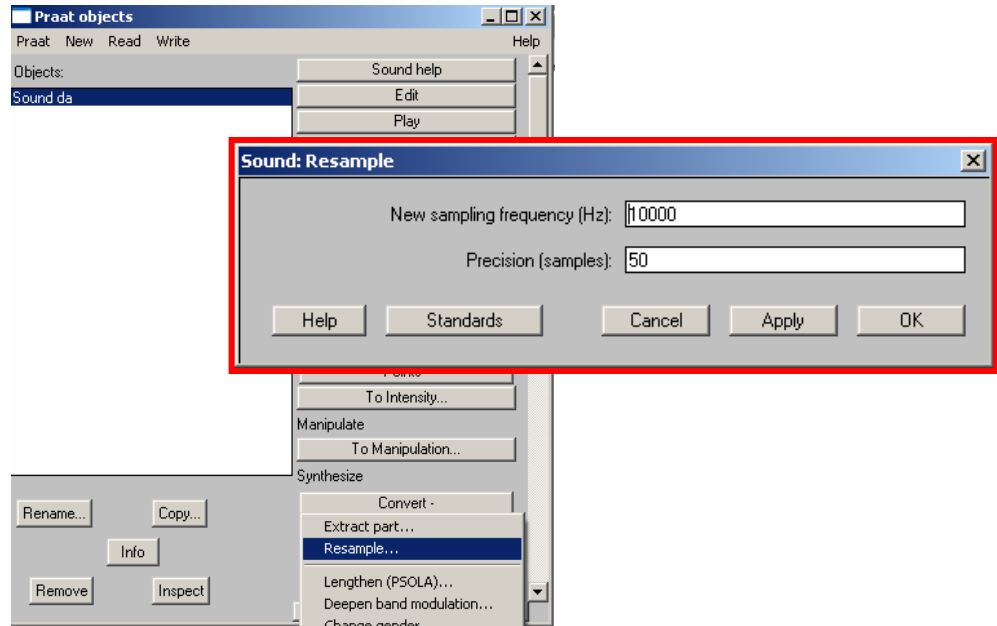 Praat objects
Praat New Read Write Help
Objects:
Sound da
Sound help
Edit
Play
Sound: Resample
New sampling frequency (Hz): 10000
Precision (samples): 50
Help Standards Cancel Apply OK
To Intensity...
Manipulate
To Manipulation...
Synthesize
Convert -
Rename... Copy...
Info
Remove Inspect
Extract part...
Resample...
Lengthen (PSOLA)...
Deepen band modulation...
Change gender